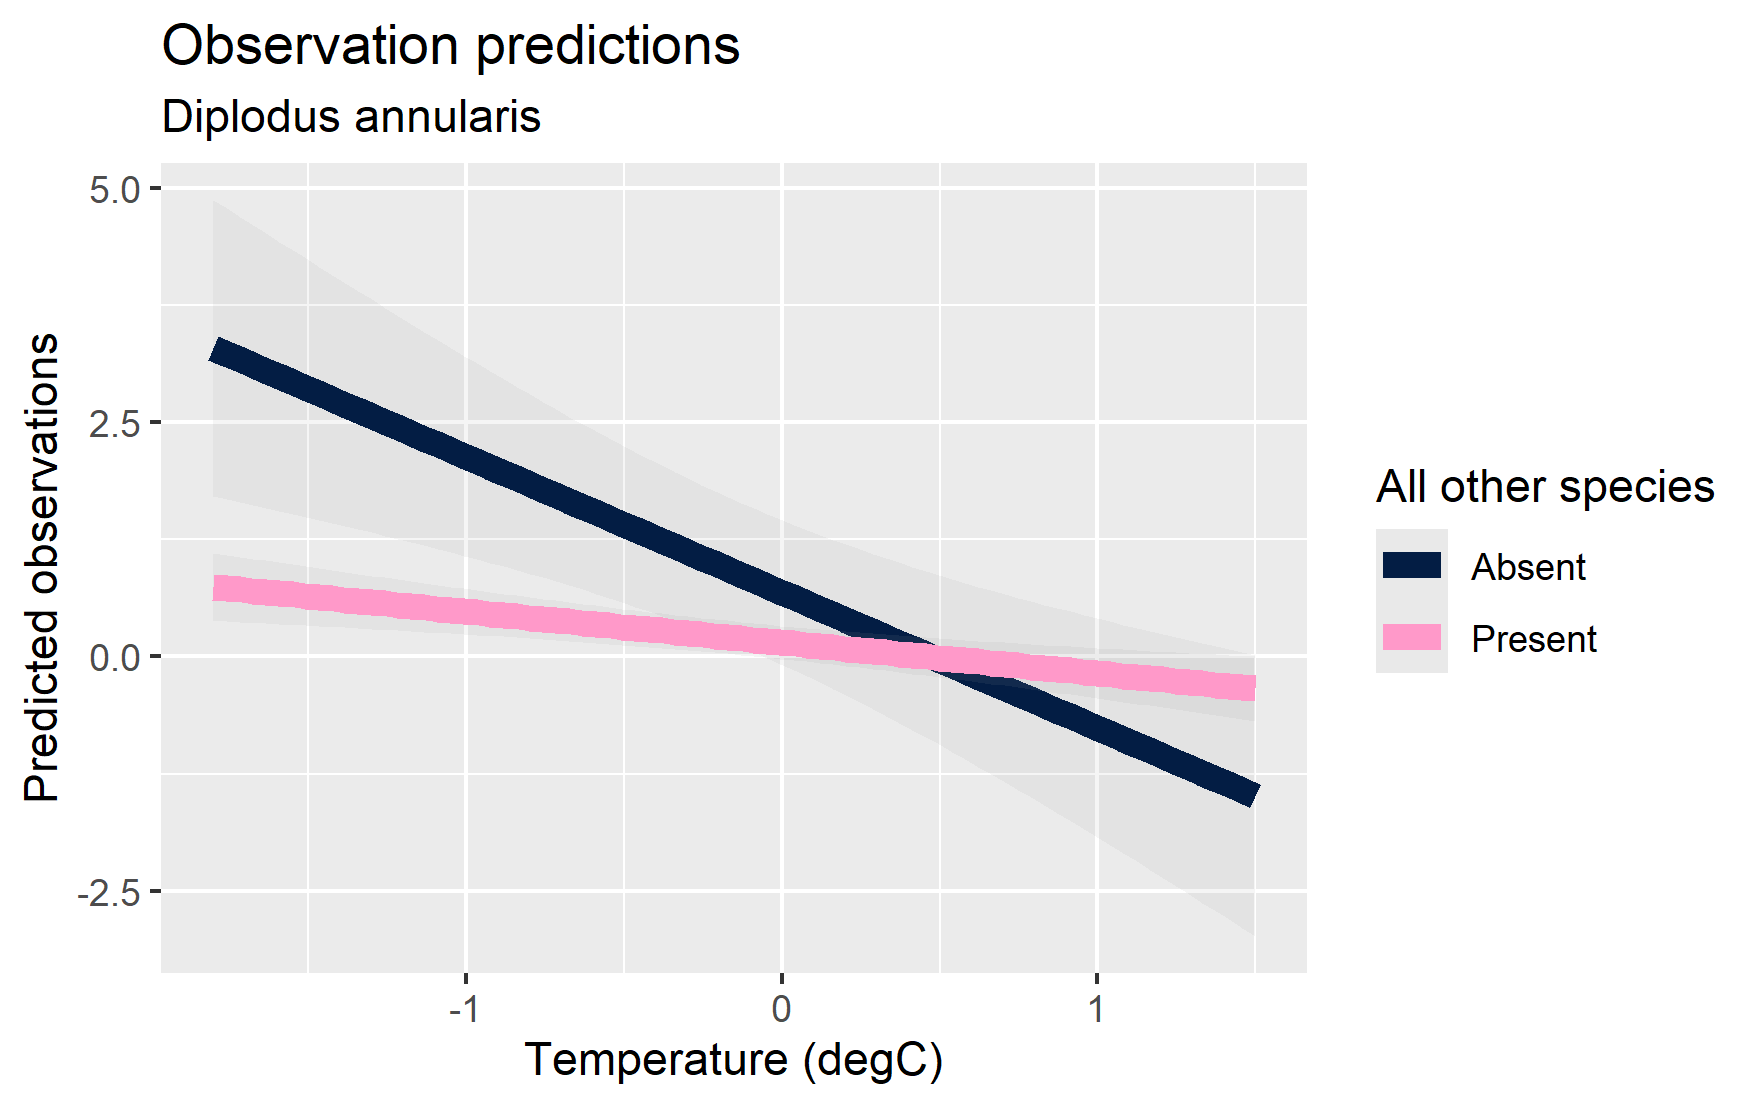 Observation predictions
Diplodus annularis
5.0
2.5
0.0
-2.5
Predicted observations
-1 0 1
Temperature (degC)
All other species
Absent
Present